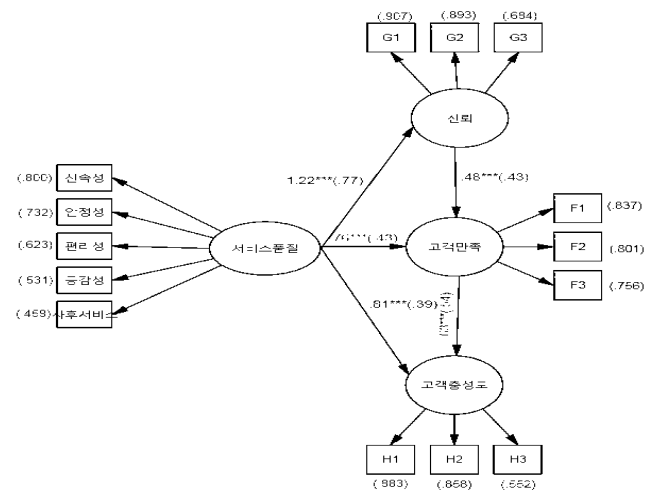 (.907) (.893) (.694)
G1 G2 G3
신뢰
1.22***(.77)
.48***(.43)
(.800) 신속성
(.732) 안정성
(.623) 편리성
(.531) 공감성
(.459) 사후서비스
서비스품질
.76***(.43)
고객만족
F1 (.837)
F2 (.801)
F3 (.756)
.81***(.39)
고객충성도
H1 H2 H3
(.983) (.868) (.552)